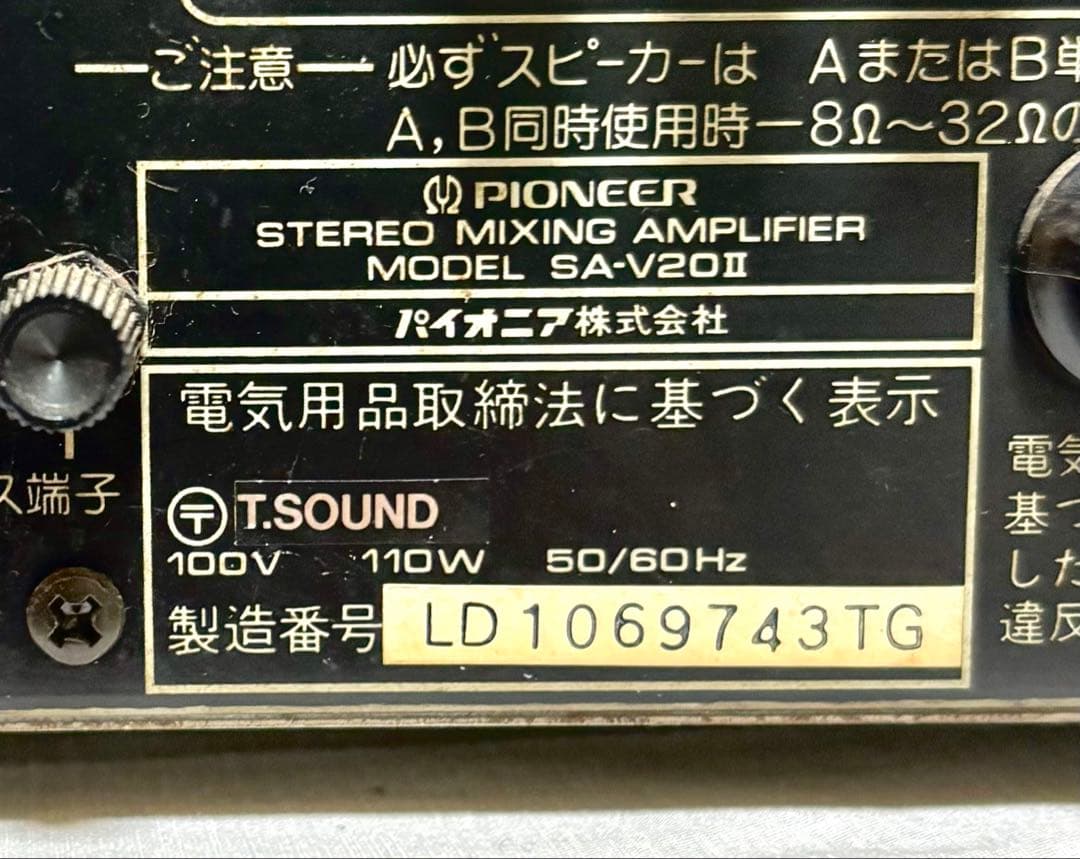 ご注意 必ずスピーカーは AまたはB単
A,B同時使用時ー8Ω〜32Ωの
PIONEER
STEREO MIXING AMPLIFIER
MODEL SA-V20II
パイオニア株式会社
電気用品取締法に基づく表示
〒 T.SOUND
100V 110W 50/60Hz
製造番号 LD1069743TG
ス端子
電気
基づ
した
違反